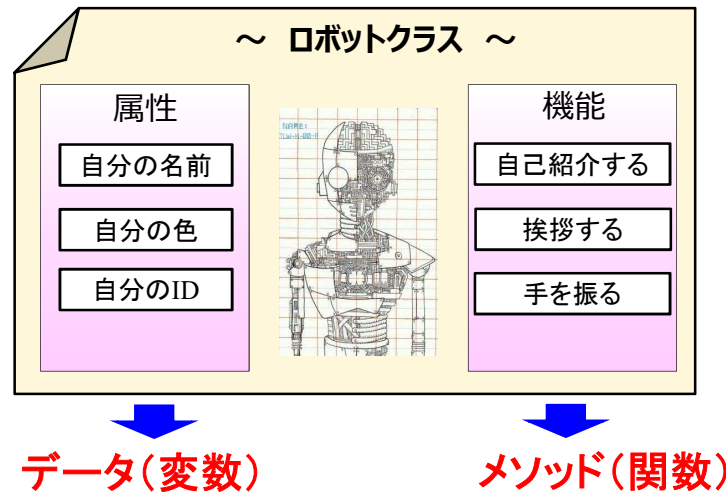 ～ ロボットクラス ～
属性
自分の名前
自分の色
自分のID
NAME:
機能
自己紹介する
挨拶する
手を振る
データ(変数)
メソッド(関数)